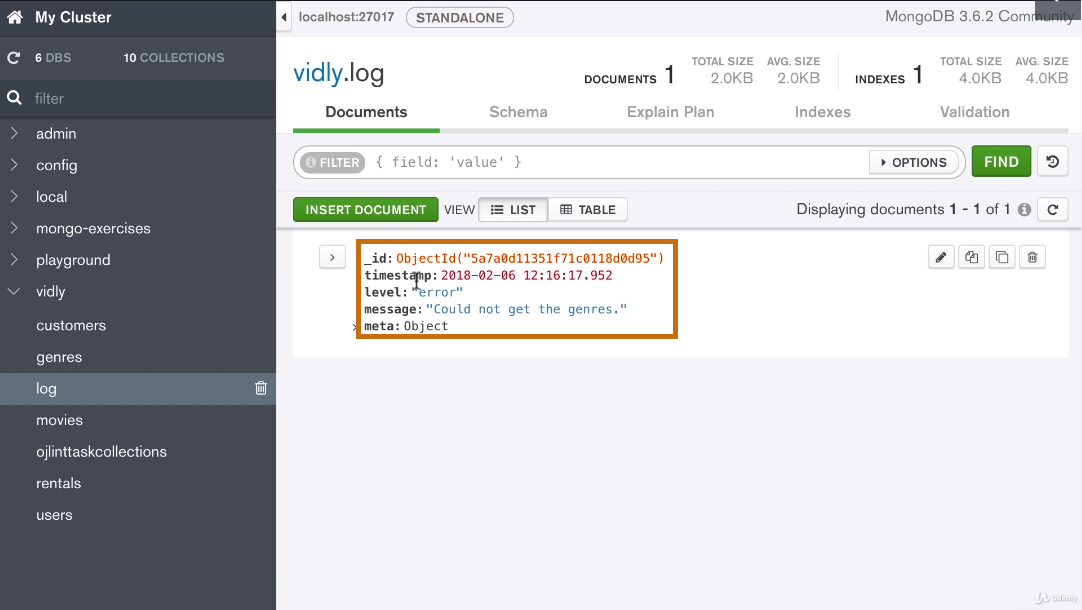 My Cluster
6 DBS 10 COLLECTIONS
filter
admin
config
local
mongo-exercises
playground
vidly
customers
genres
log
movies
ojlinttaskcollections
rentals
users
localhost:27017 STANDALONE MongoDB 3.6.2 Community
vidly.log
DOCUMENTS 1 TOTAL SIZE 2.0KB AVG. SIZE 2.0KB INDEXES 1 TOTAL SIZE 4.0KB AVG. SIZE 4.0KB
Documents Schema Explain Plan Indexes Validation
FILTER { field: 'value' } OPTIONS FIND
INSERT DOCUMENT VIEW LIST TABLE Displaying documents 1 - 1 of 1
_id: ObjectId("5a7a0d11351f71c0118d0d95")
timestamp: 2018-02-06 12:16:17.952
level: "error"
message: "Could not get the genres."
meta: Object
Udemy